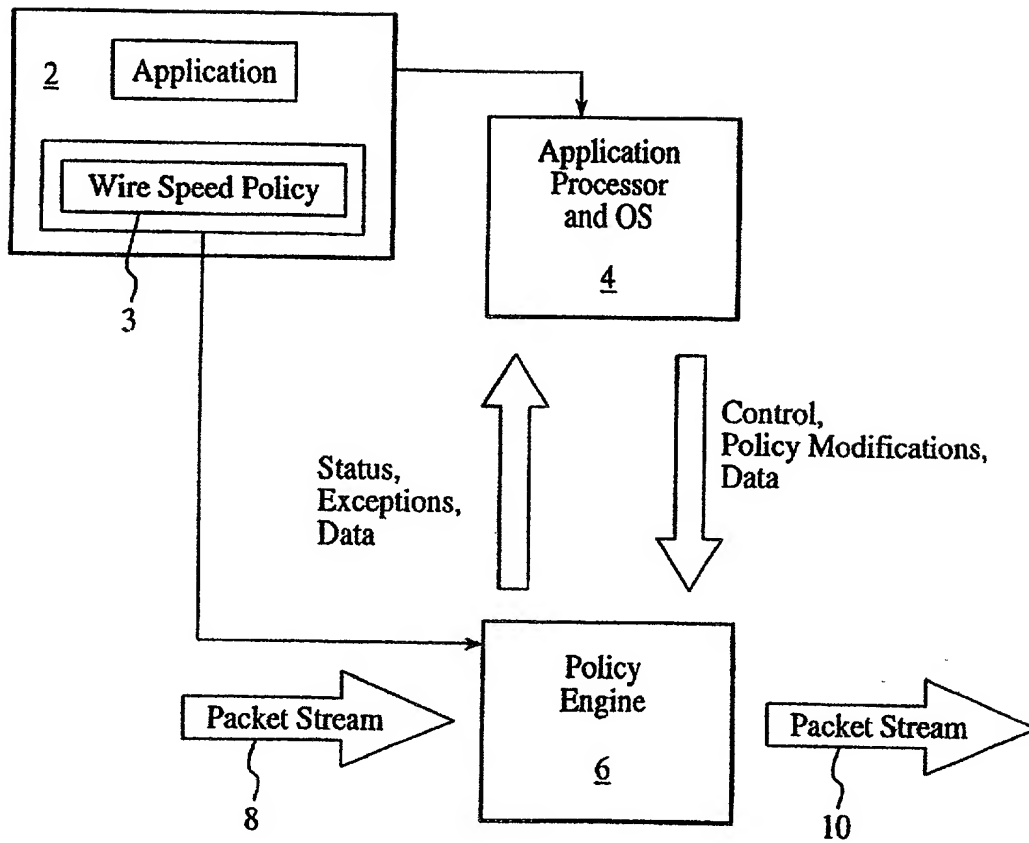 2
Application
Wire Speed Policy
3
Application
Processor
and OS
4
Status,
Exceptions,
Data
Control,
Policy Modifications,
Data
Policy
Engine
6
Packet Stream
8
Packet Stream
10